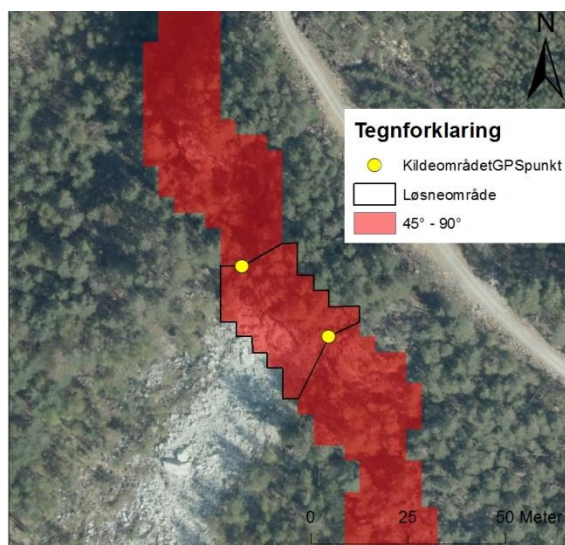 N
Tegnforklaring
KildeområdetGPSpunkt
Løsneområde
45° - 90°
0 25 50 Meter